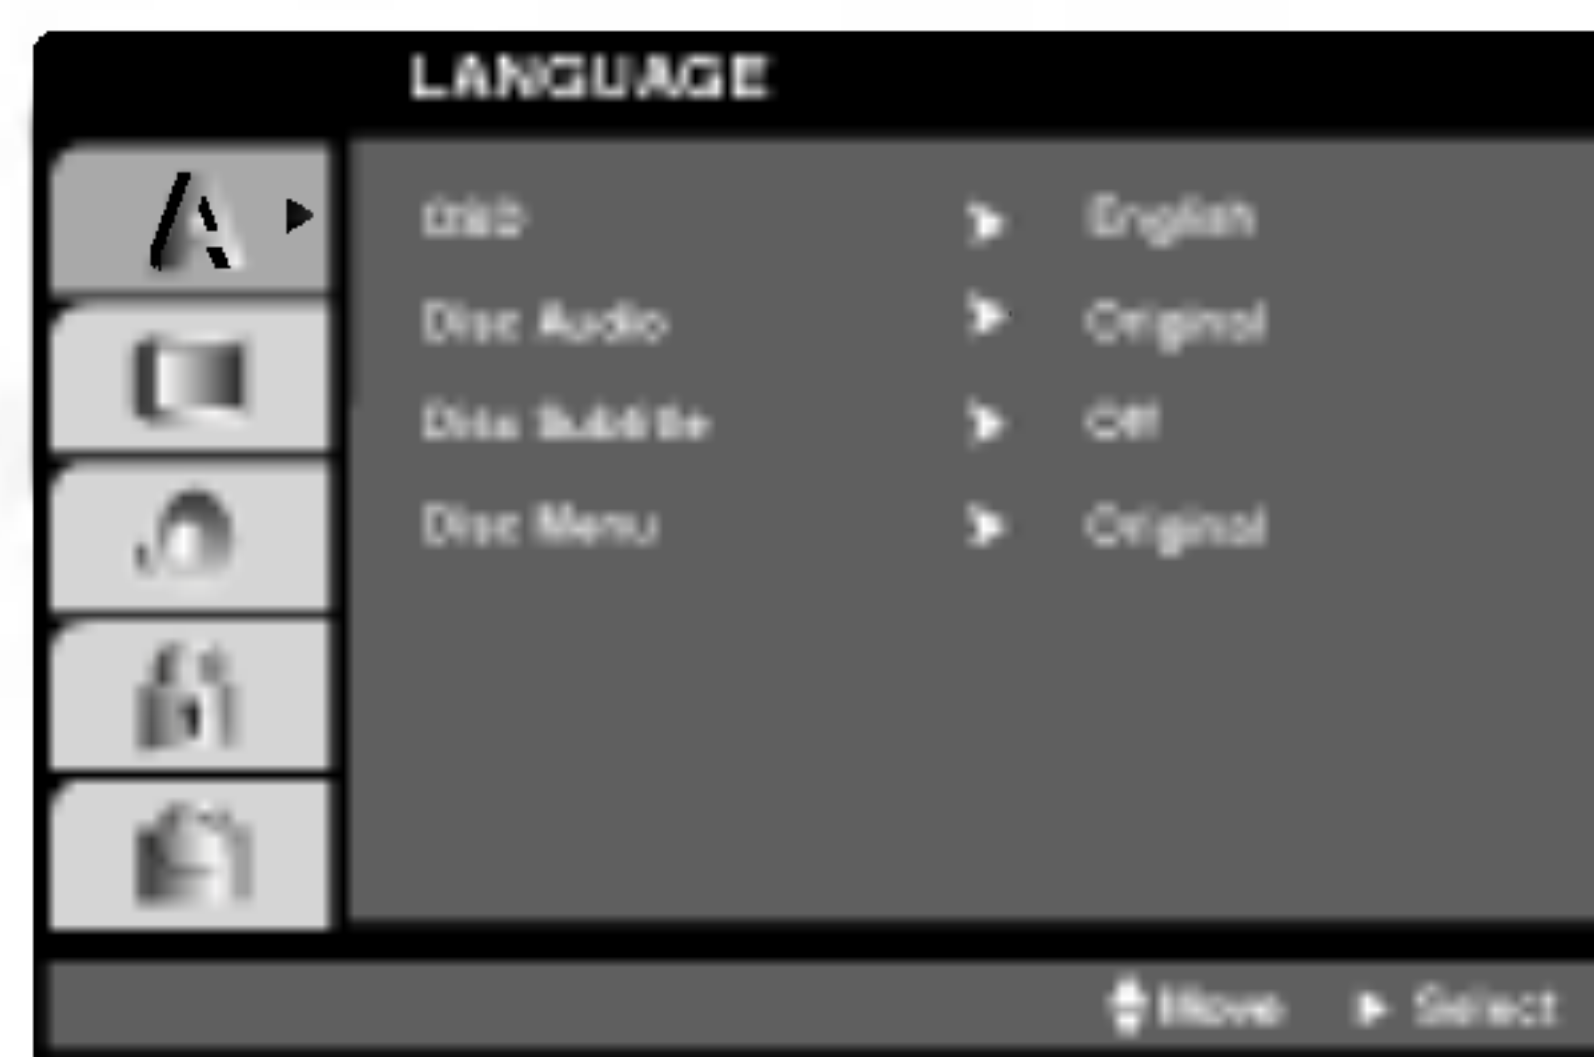 LANGUAGE
OSD English
Disc Audio Original
Disc Subtitle Off
Disc Menu Original
Move Select